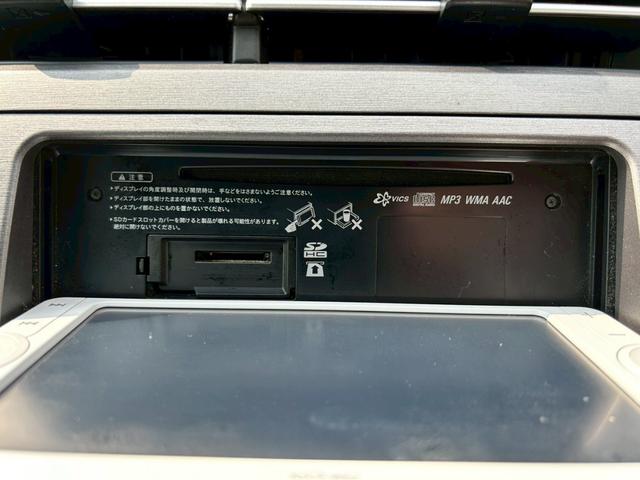 ⚠ 注意
▸ディスプレイの角度調整時及び開閉時は、手などをはさまないようご注意ください。
▸ディスプレイ部を開けたままの状態で、放置しないでください。
▸ディスプレイ部の上にものを置かないでください。
▸SDカードスロットカバーを開けると製品が壊れる可能性があります。
絶対に開けないでください。
VICS MP3 WMA AAC
SD
HC